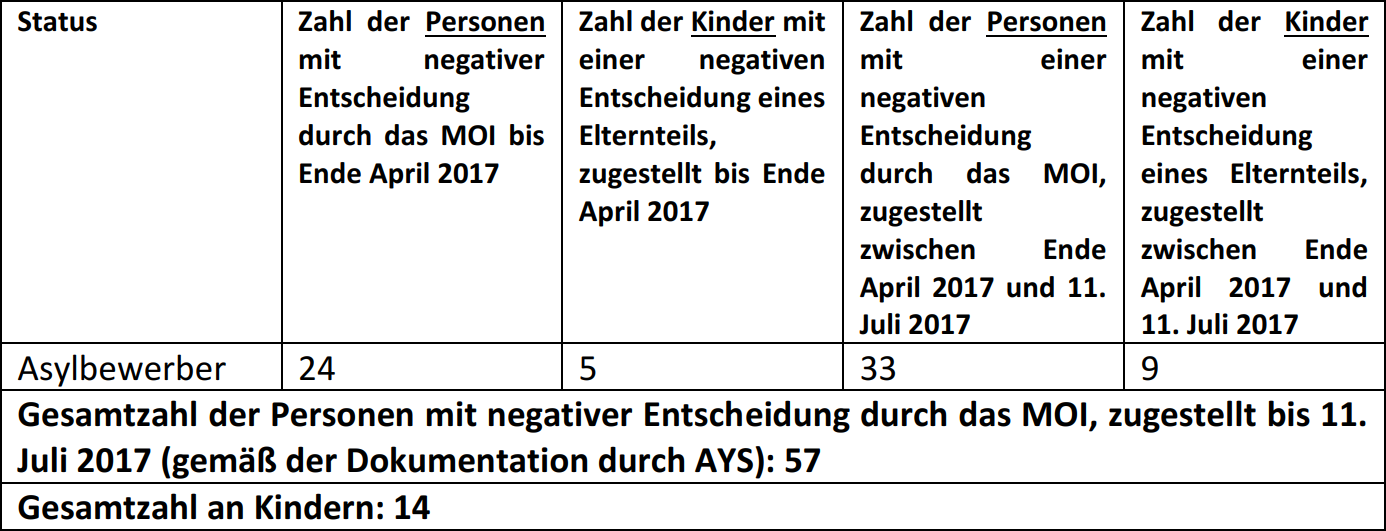 Status
Zahl der Personen
mit negativer
Entscheidung
durch das MOI bis
Ende April 2017
Zahl der Kinder mit
einer negativen
Entscheidung eines
Elternteils,
zugestellt bis Ende
April 2017
Zahl der Personen
mit einer
negativen
Entscheidung
durch das MOI,
zugestellt
zwischen Ende
April 2017 und 11.
Juli 2017
Zahl der Kinder
mit einer
negativen
Entscheidung
eines Elternteils,
zugestellt
zwischen Ende
April 2017 und
11. Juli 2017
Asylbewerber
24
5
33
9
Gesamtzahl der Personen mit negativer Entscheidung durch das MOI, zugestellt bis 11.
Juli 2017 (gemäß der Dokumentation durch AYS): 57
Gesamtzahl an Kindern: 14